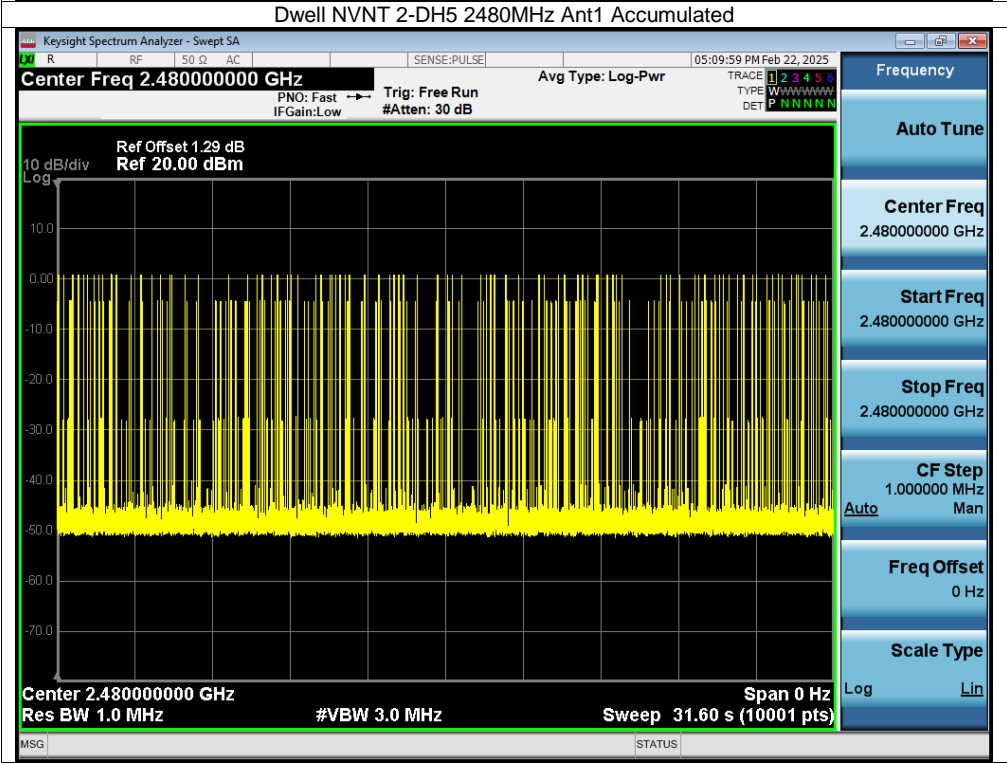 Dwell NVNT 2-DH5 2480MHz Ant1 Accumulated
Keysight Spectrum Analyzer - Swept SA
LXI R RF 50 Ω AC SENSE:PULSE 05:09:59 PM Feb 22, 2025
Center Freq 2.480000000 GHz Avg Type: Log-Pwr TRACE 1 2 3 4 5 6
PNO: Fast Trig: Free Run TYPE WWWWWW
IFGain:Low #Atten: 30 dB DET P N N N N N
Ref Offset 1.29 dB
10 dB/div Ref 20.00 dBm
Log
10.0
0.00
-10.0
-20.0
-30.0
-40.0
-50.0
-60.0
-70.0
Center 2.480000000 GHz Span 0 Hz
Res BW 1.0 MHz #VBW 3.0 MHz Sweep 31.60 s (10001 pts)
MSG STATUS
Frequency
Auto Tune
Center Freq
2.480000000 GHz
Start Freq
2.480000000 GHz
Stop Freq
2.480000000 GHz
CF Step
1.000000 MHz
Auto Man
Freq Offset
0 Hz
Scale Type
Log Lin